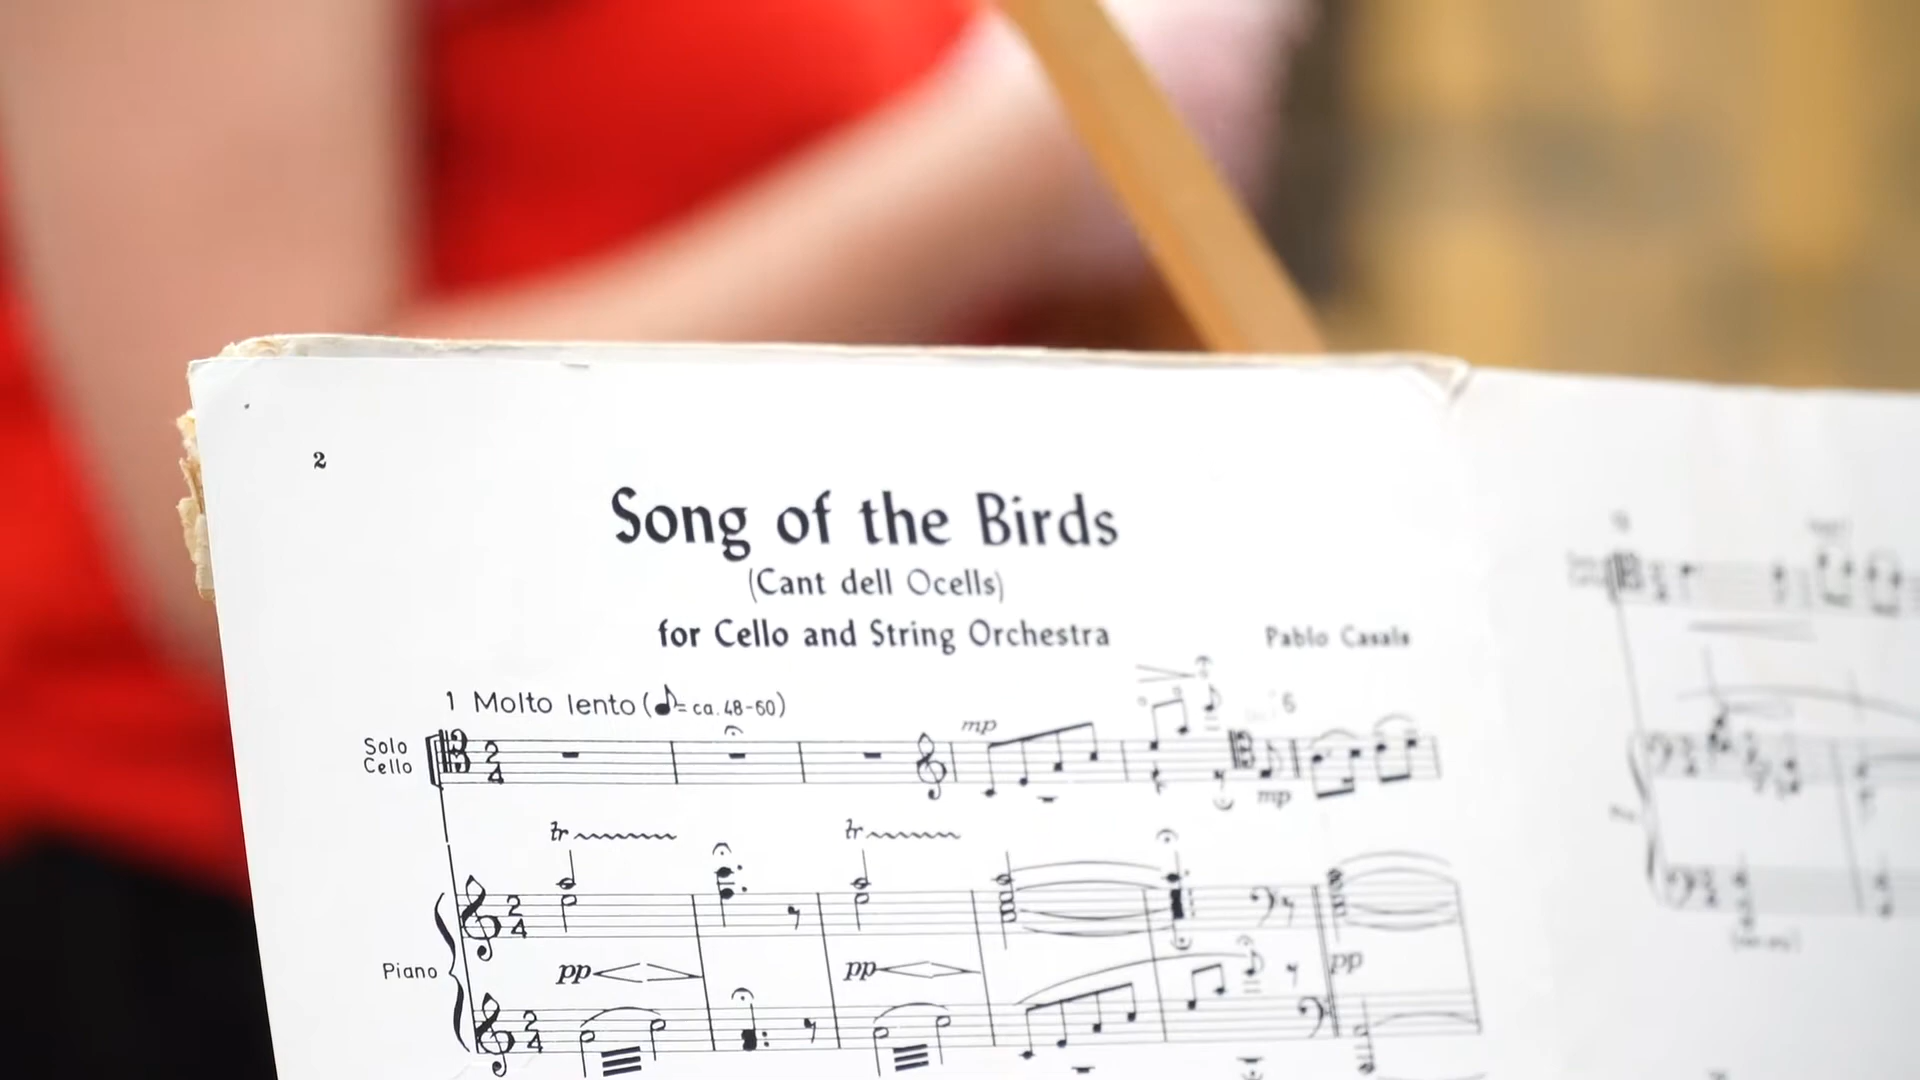 2
Song of the Birds
(Cant dell Ocells)
for Cello and String Orchestra
Pablo Casals
1 Molto lento (♪= ca. 48-60)
6
Solo
Cello
mp
mp
tr
tr
Piano
pp
pp
pp